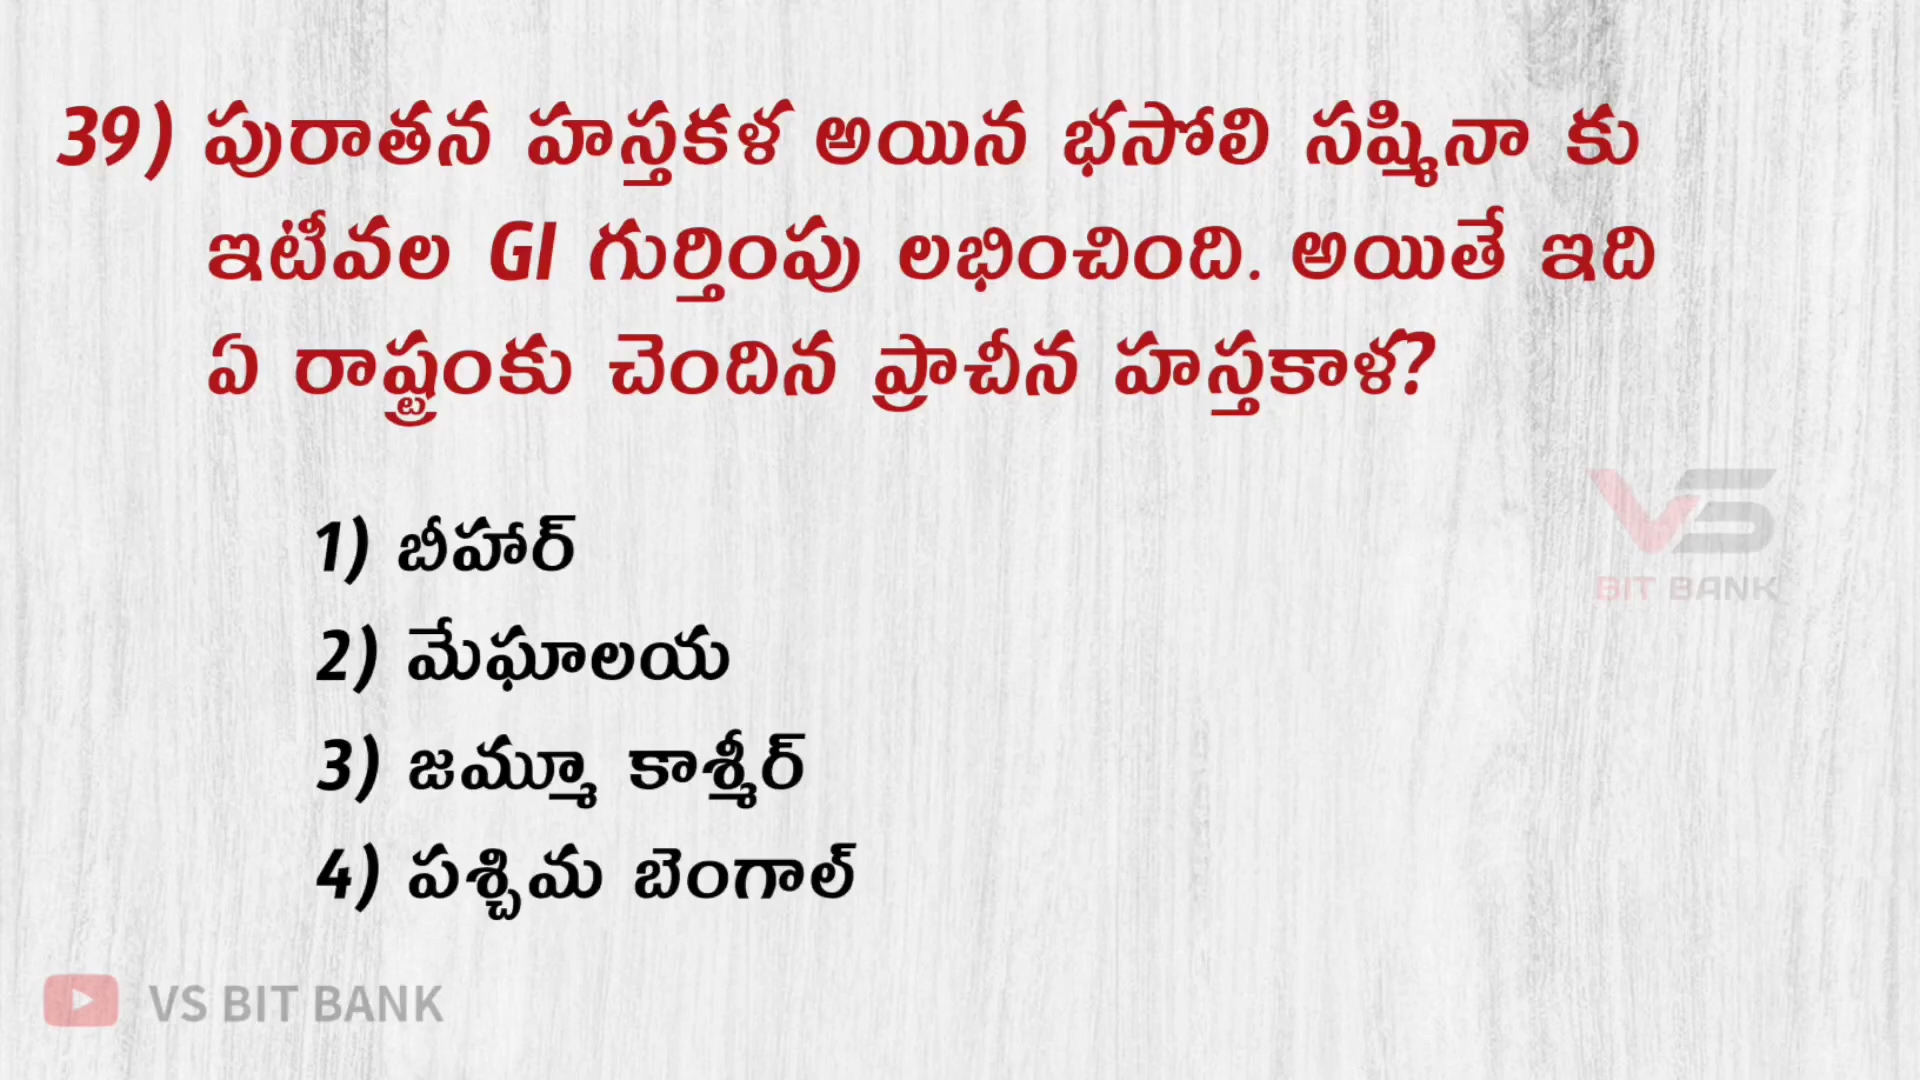 39) పురాతన హస్తకళ అయిన భసోలి సష్మినా కు
ఇటీవల GI గుర్తింపు లభించింది. అయితే ఇది
ఏ రాష్ట్రంకు చెందిన ప్రాచీన హస్తకాళ?
1) బీహార్
2) మేఘాలయ
3) జమ్మూ కాశ్మీర్
4) పశ్చిమ బెంగాల్
VS
BIT BANK
VS BIT BANK